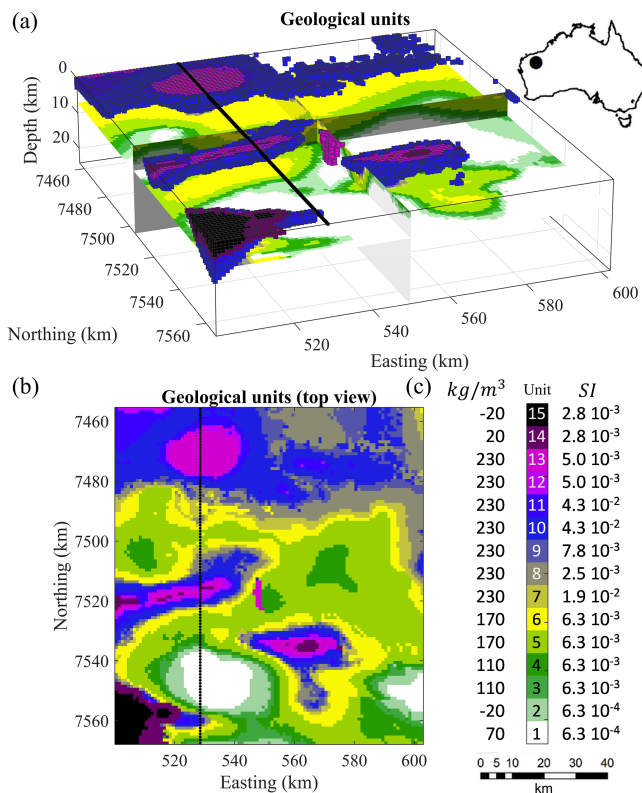 (a)
Geological units
Depth (km)
0
10
20
7460
7480
7500
7520
7540
7560
Northing (km)
520
540
560
580
600
Easting (km)
(b)
Geological units (top view)
7460
7480
7500
7520
7540
7560
Northing (km)
520
540
560
580
600
Easting (km)
(c)
kg/m³ Unit SI
-20 15 2.8 10⁻³
20 14 2.8 10⁻³
230 13 5.0 10⁻³
230 12 5.0 10⁻³
230 11 4.3 10⁻²
230 10 4.3 10⁻²
230 9 7.8 10⁻³
230 8 2.5 10⁻³
230 7 1.9 10⁻²
170 6 6.3 10⁻³
170 5 6.3 10⁻³
110 4 6.3 10⁻³
110 3 6.3 10⁻³
-20 2 6.3 10⁻⁴
70 1 6.3 10⁻⁴
0 5 10 20 30 40
km